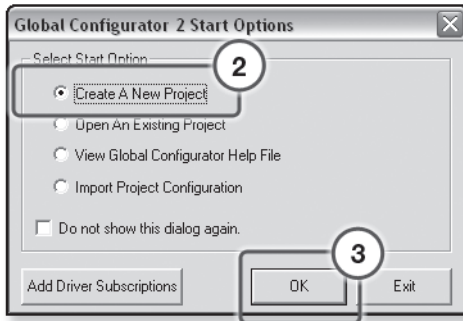 Global Configurator 2 Start Options
Select Start Option
2
Create A New Project
Open An Existing Project
View Global Configurator Help File
Import Project Configuration
Do not show this dialog again.
3
Add Driver Subscriptions
OK
Exit